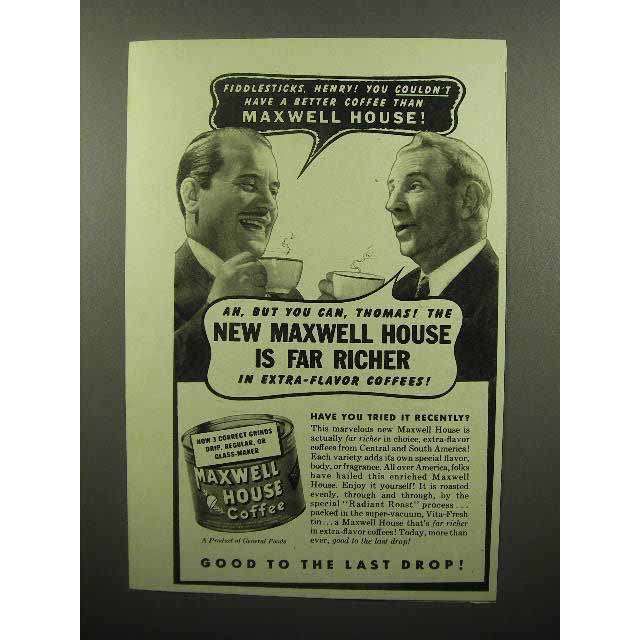 FIDDLESTICKS, HENRY! YOU COULDN'T
HAVE A BETTER COFFEE THAN
MAXWELL HOUSE!
AH, BUT YOU CAN, THOMAS! THE
NEW MAXWELL HOUSE
IS FAR RICHER
IN EXTRA-FLAVOR COFFEES!
NOW 3 CORRECT GRINDS
DRIP, REGULAR, OR
GLASS-MAKER
MAXWELL
HOUSE
Coffee
A Product of General Foods
HAVE YOU TRIED IT RECENTLY?
This marvelous new Maxwell House is
actually far richer in choice, extra-flavor
coffees from Central and South America!
Each variety adds its own special flavor,
body, or fragrance. All over America, folks
have hailed this enriched Maxwell
House. Enjoy it yourself! It is roasted
evenly, through and through, by the
special "Radiant Roast" process . . .
packed in the super-vacuum, Vita-Fresh
tin . . . a Maxwell House that's far richer
in extra-flavor coffees! Today, more than
ever, good to the last drop!
GOOD TO THE LAST DROP!